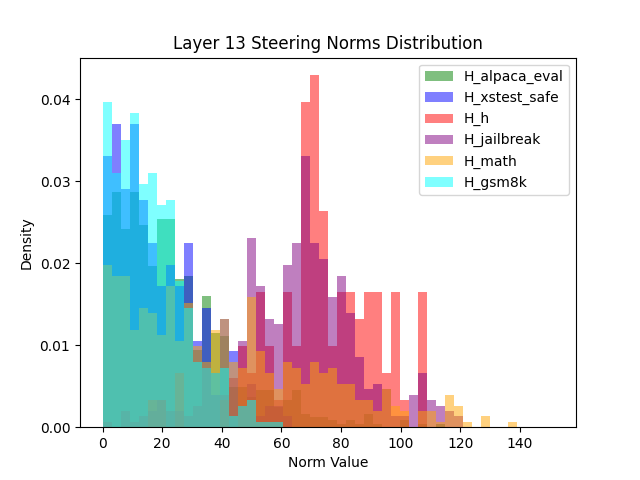 Layer 13 Steering Norms Distribution
H_alpaca_eval
H_xstest_safe
H_h
H_jailbreak
H_math
H_gsm8k
Density
0.04
0.03
0.02
0.01
0.00
0 20 40 60 80 100 120 140
Norm Value